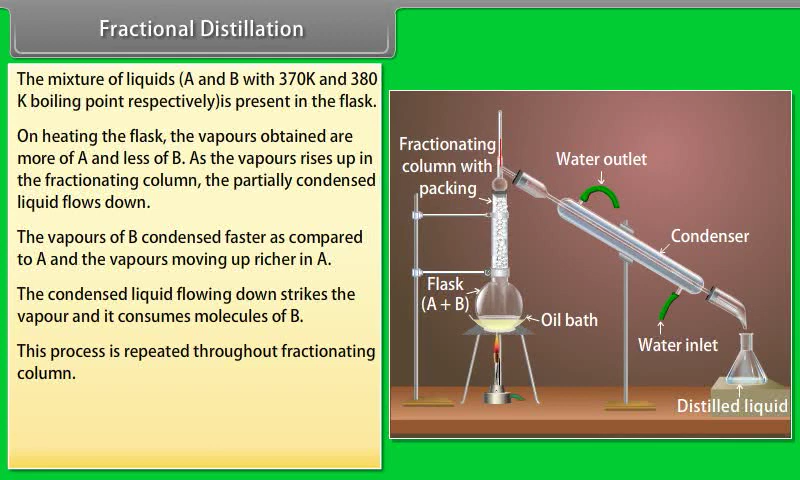 Fractional Distillation
The mixture of liquids (A and B with 370K and 380
K boiling point respectively)is present in the flask.
On heating the flask, the vapours obtained are
more of A and less of B. As the vapours rises up in
the fractionating column, the partially condensed
liquid flows down.
The vapours of B condensed faster as compared
to A and the vapours moving up richer in A.
The condensed liquid flowing down strikes the
vapour and it consumes molecules of B.
This process is repeated throughout fractionating
column.
Fractionating
column with
packing
Water outlet
Condenser
Flask
(A + B)
Oil bath
Water inlet
Distilled liquid